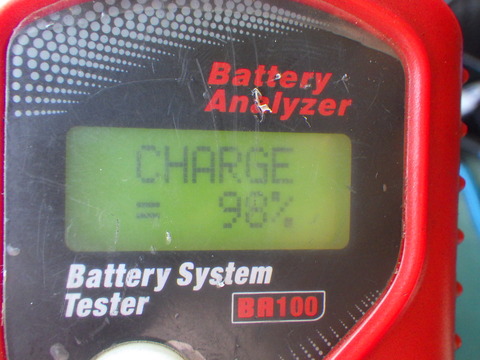 Battery
Analyzer
CHARGE
= 98%
Battery System
Tester
BA100